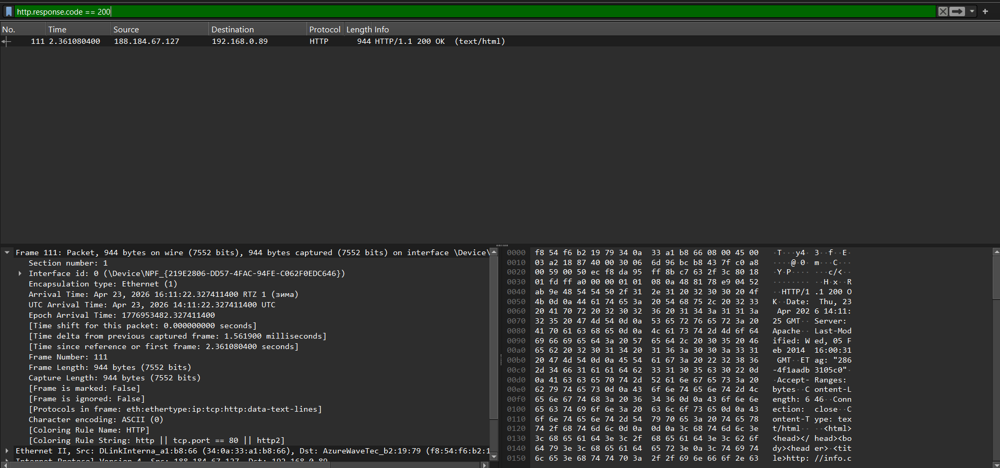 http.response.code == 200
No. Time Source Destination Protocol Length Info
111 2.361080400 188.184.67.127 192.168.0.89 HTTP 944 HTTP/1.1 200 OK (text/html)
Frame 111: Packet, 944 bytes on wire (7552 bits), 944 bytes captured (7552 bits) on interface \Device\
Section number: 1
Interface id: 0 (\Device\NPF_{219E2806-DD57-4FAC-94FE-C062F0EDC646})
Encapsulation type: Ethernet (1)
Arrival Time: Apr 23, 2026 16:11:22.327411400 RTZ 1 (зима)
UTC Arrival Time: Apr 23, 2026 14:11:22.327411400 UTC
Epoch Arrival Time: 1776953482.327411400
[Time shift for this packet: 0.000000000 seconds]
[Time delta from previous captured frame: 1.561900 milliseconds]
[Time since reference or first frame: 2.361080400 seconds]
Frame Number: 111
Frame Length: 944 bytes (7552 bits)
Capture Length: 944 bytes (7552 bits)
[Frame is marked: False]
[Frame is ignored: False]
[Protocols in frame: eth:ethertype:ip:tcp:http:data-text-lines]
Character encoding: ASCII (0)
[Coloring Rule Name: HTTP]
[Coloring Rule String: http || tcp.port == 80 || http2]
Ethernet II, Src: DLinkInterna_a1:b8:66 (34:0a:33:a1:b8:66), Dst: AzureWaveTec_b2:19:79 (f8:54:f6:b2:1
Internet Protocol Version 4, Src: 188.184.67.127, Dst: 192.168.0.89
0000 f8 54 f6 b2 19 79 34 0a 33 a1 b8 66 08 00 45 00 ·T···y4· 3··f··E·
0010 03 a2 18 87 40 00 30 06 6d 96 bc b8 43 7f c0 a8 ····@·0· m···C···
0020 00 59 00 50 ec f8 da 95 ff 8b c7 63 2f 3c 80 18 ·Y·P···· ···c/<··
0030 01 fd ff a0 00 00 01 01 08 0a 48 81 78 e9 04 52 ········ ··H·x··R
0040 ab 9e 48 54 54 50 2f 31 2e 31 20 32 30 30 20 4f ··HTTP/1 .1 200 O
0050 4b 0d 0a 44 61 74 65 3a 20 54 68 75 2c 20 32 33 K··Date: Thu, 23
0060 20 41 70 72 20 32 30 32 36 20 31 34 3a 31 31 3a Apr 202 6 14:11:
0070 32 35 20 47 4d 54 0d 0a 53 65 72 76 65 72 3a 20 25 GMT·· Server:
0080 41 70 61 63 68 65 0d 0a 4c 61 73 74 2d 4d 6f 64 Apache·· Last-Mod
0090 69 66 69 65 64 3a 20 57 65 64 2c 20 30 35 20 46 ified: W ed, 05 F
00a0 65 62 20 32 30 31 34 20 31 36 3a 30 30 3a 33 31 eb 2014 16:00:31
00b0 20 47 4d 54 0d 0a 45 54 61 67 3a 20 22 32 38 36 GMT··ET ag: "286
00c0 2d 34 66 31 61 61 64 62 33 31 30 35 63 30 22 0d -4f1aadb 3105c0"·
00d0 0a 41 63 63 65 70 74 2d 52 61 6e 67 65 73 3a 20 ·Accept- Ranges:
00e0 62 79 74 65 73 0d 0a 43 6f 6e 74 65 6e 74 2d 4c bytes··C ontent-L
00f0 65 6e 67 74 68 3a 20 36 34 36 0d 0a 43 6f 6e 6e ength: 6 46··Conn
0100 65 63 74 69 6f 6e 3a 20 63 6c 6f 73 65 0d 0a 43 ection: close··C
0110 6f 6e 74 65 6e 74 2d 54 79 70 65 3a 20 74 65 78 ontent-T ype: tex
0120 74 2f 68 74 6d 6c 0d 0a 0d 0a 3c 68 74 6d 6c 3e t/html·· ··<html>
0130 3c 68 65 61 64 3e 3c 2f 68 65 61 64 3e 3c 62 6f <head></ head><bo
0140 64 79 3e 3c 68 65 61 64 65 72 3e 0a 3c 74 69 74 dy><head er>·<tit
0150 6c 65 3e 68 74 74 70 3a 2f 2f 69 6e 66 6f 2e 63 le>http: //info.c